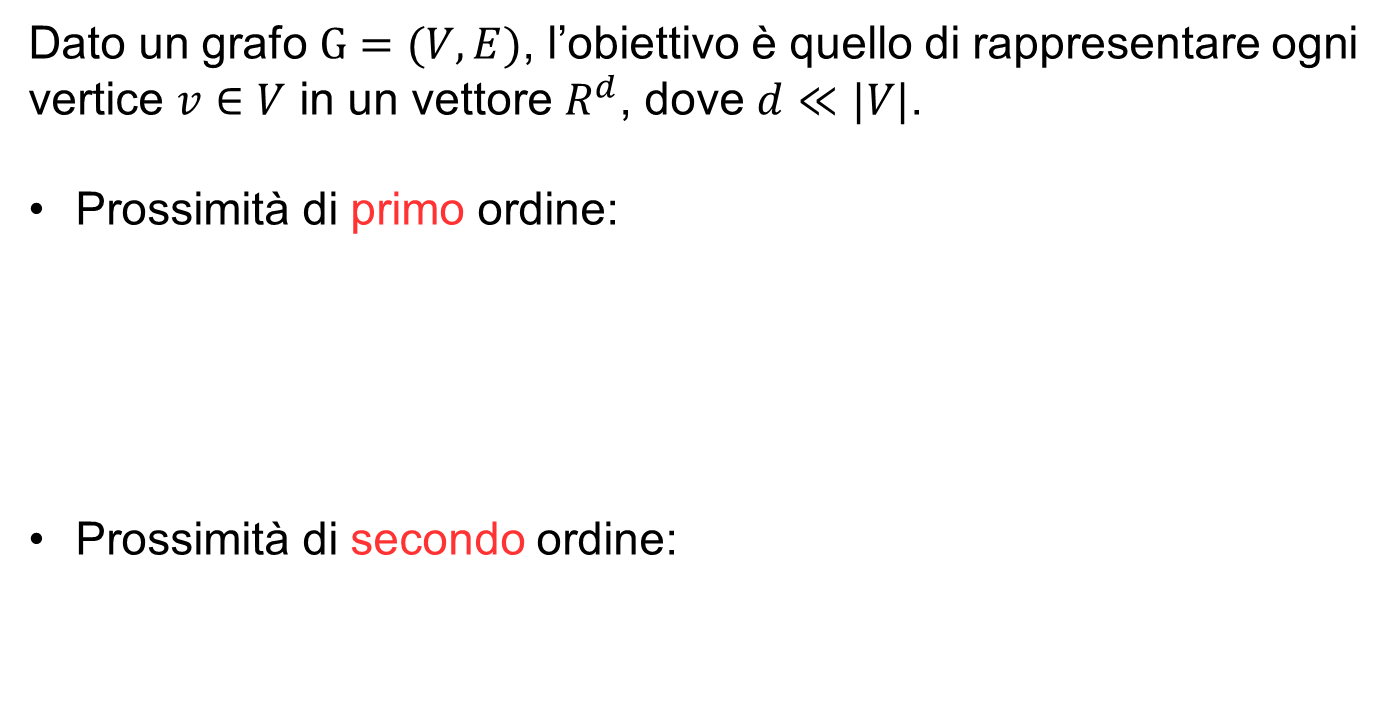 Dato un grafo G = (V, E), l’obiettivo è quello di rappresentare ogni
vertice v ∈ V in un vettore R^d, dove d ≪ |V|.
• Prossimità di primo ordine:
• Prossimità di secondo ordine: